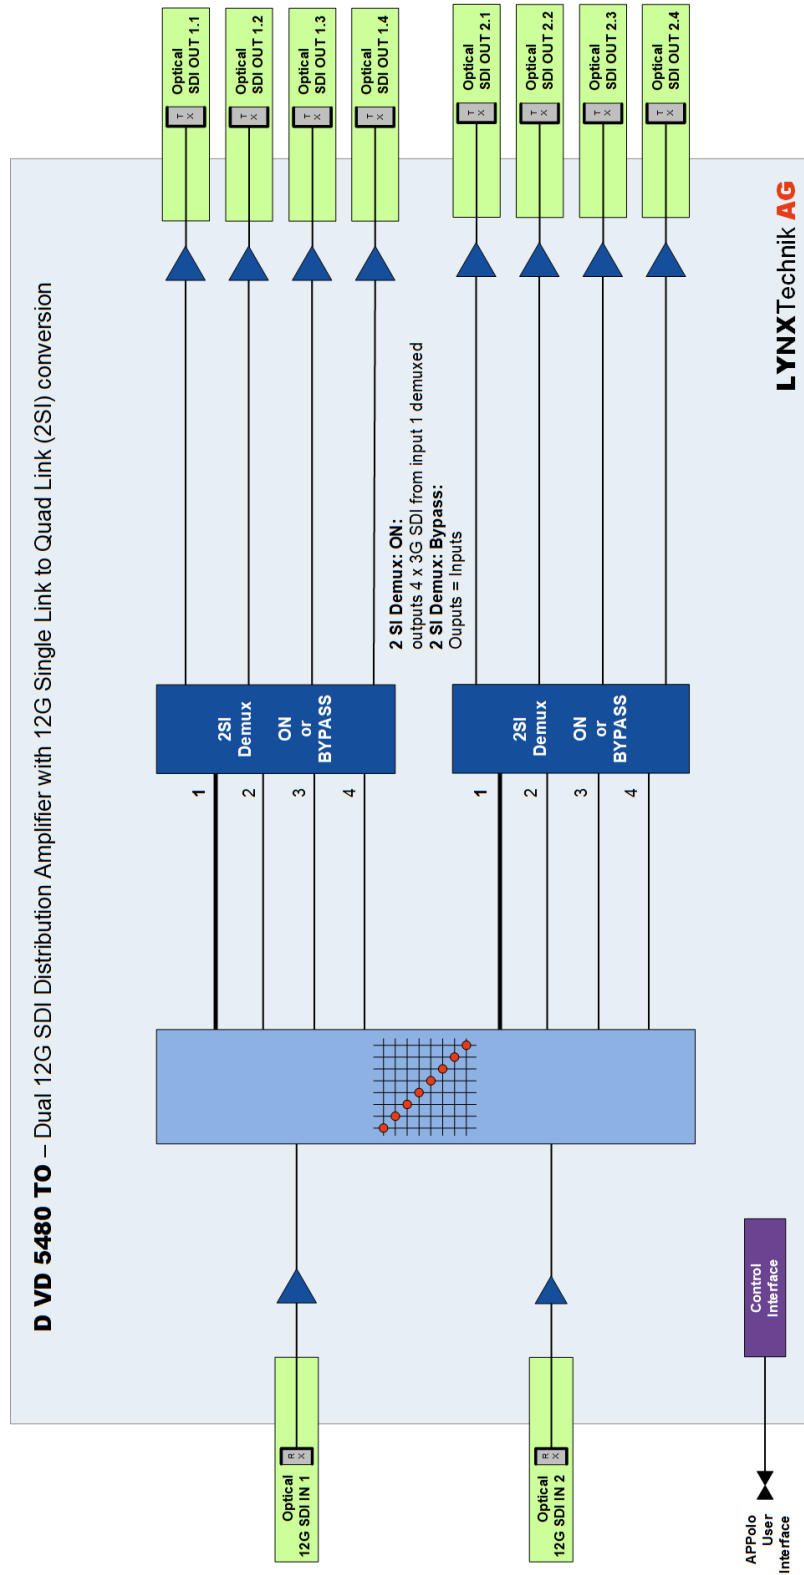 D VD 5480 TO – Dual 12G SDI Distribution Amplifier with 12G Single Link to Quad Link (2SI) conversion
Optical
12G SDI IN 1
R
X
Optical
12G SDI IN 2
R
X
1
2
3
4
2SI
Demux
ON
or
BYPASS
1
2
3
4
2SI
Demux
ON
or
BYPASS
2 SI Demux: ON:
outputs 4 x 3G SDI from input 1 demuxed
2 SI Demux: Bypass:
Ouputs = Inputs
T
X
Optical
SDI OUT 1.1
T
X
Optical
SDI OUT 1.2
T
X
Optical
SDI OUT 1.3
T
X
Optical
SDI OUT 1.4
T
X
Optical
SDI OUT 2.1
T
X
Optical
SDI OUT 2.2
T
X
Optical
SDI OUT 2.3
T
X
Optical
SDI OUT 2.4
APPolo
User
Interface
Control
Interface
LYNXTechnik AG